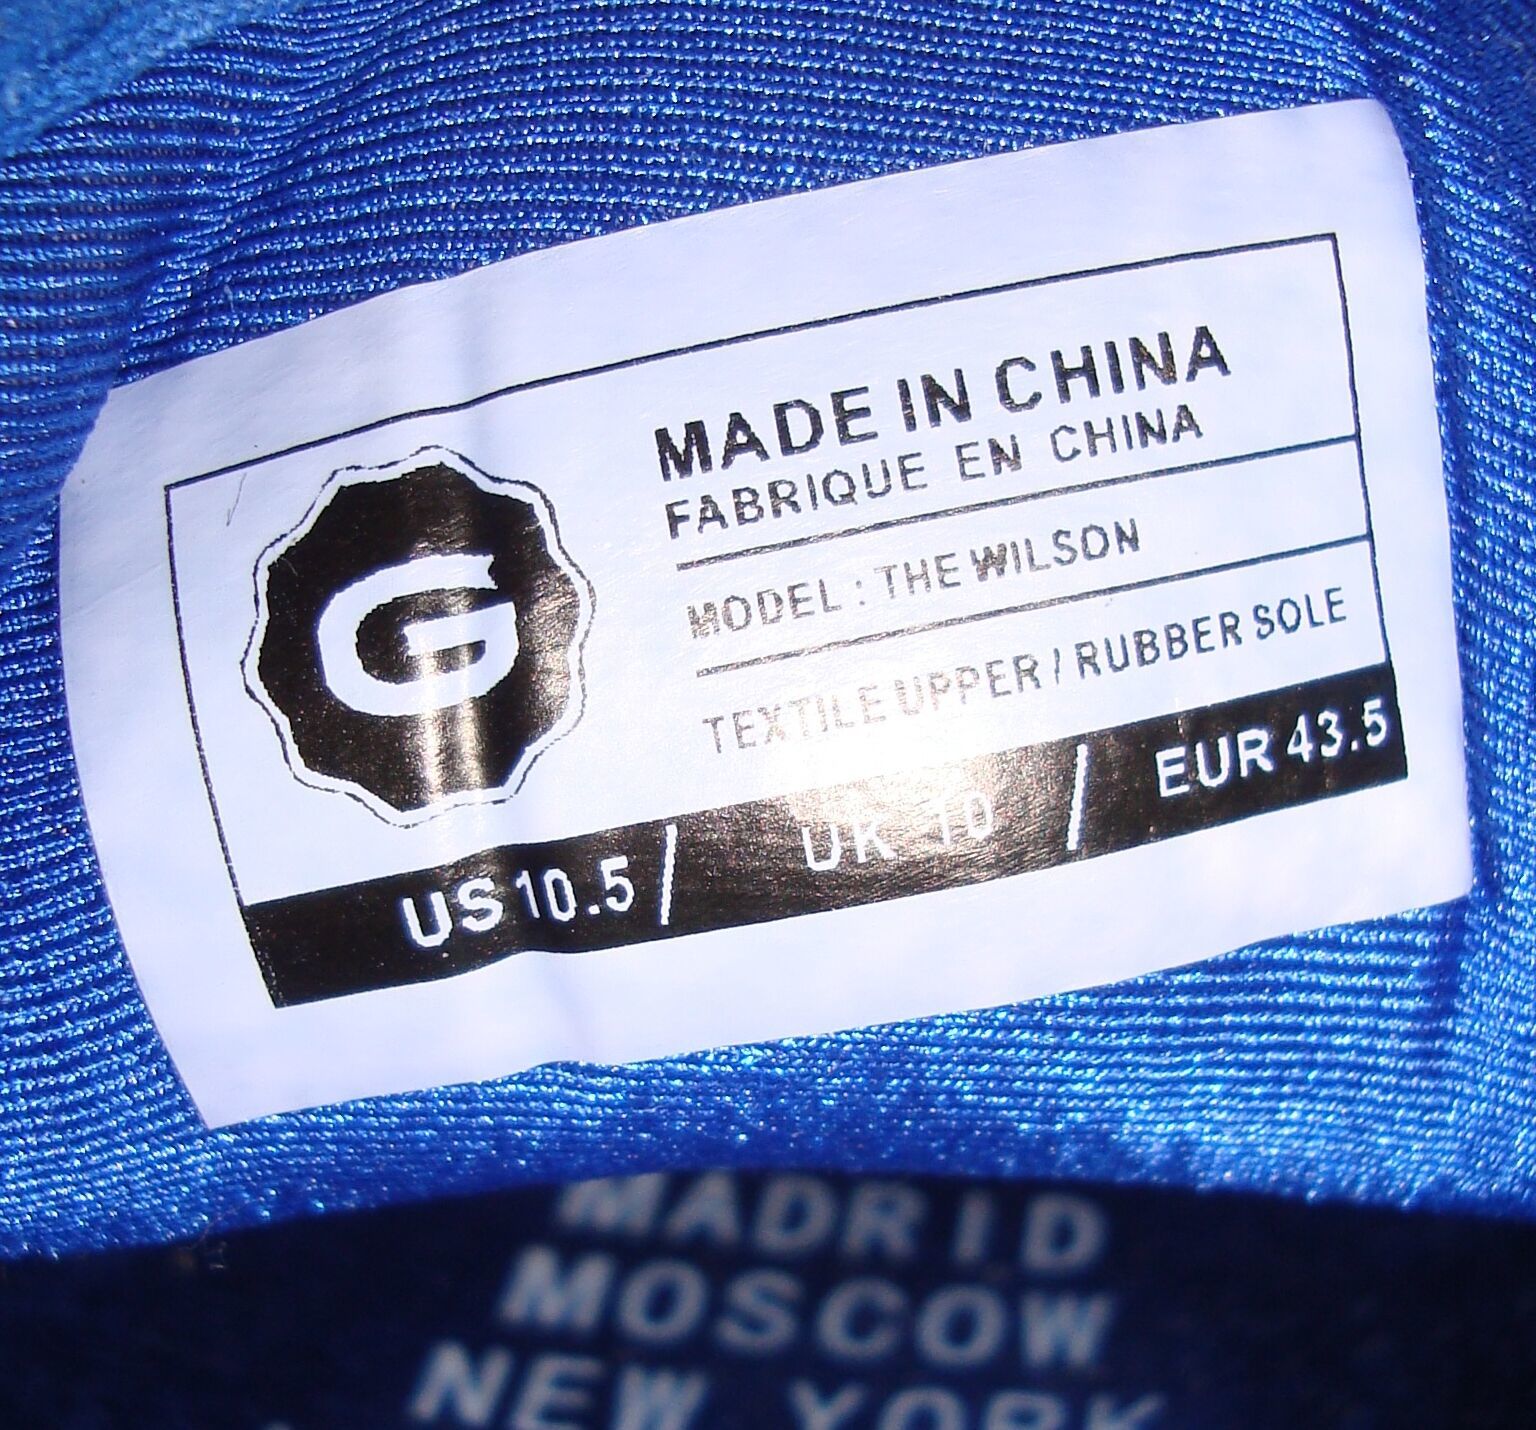 MADE IN CHINA
FABRIQUE EN CHINA
G
MODEL : THE WILSON
TEXTILE UPPER / RUBBER SOLE
US 10.5 / UK 10 / EUR 43.5
MADRID
MOSCOW
NEW YORK